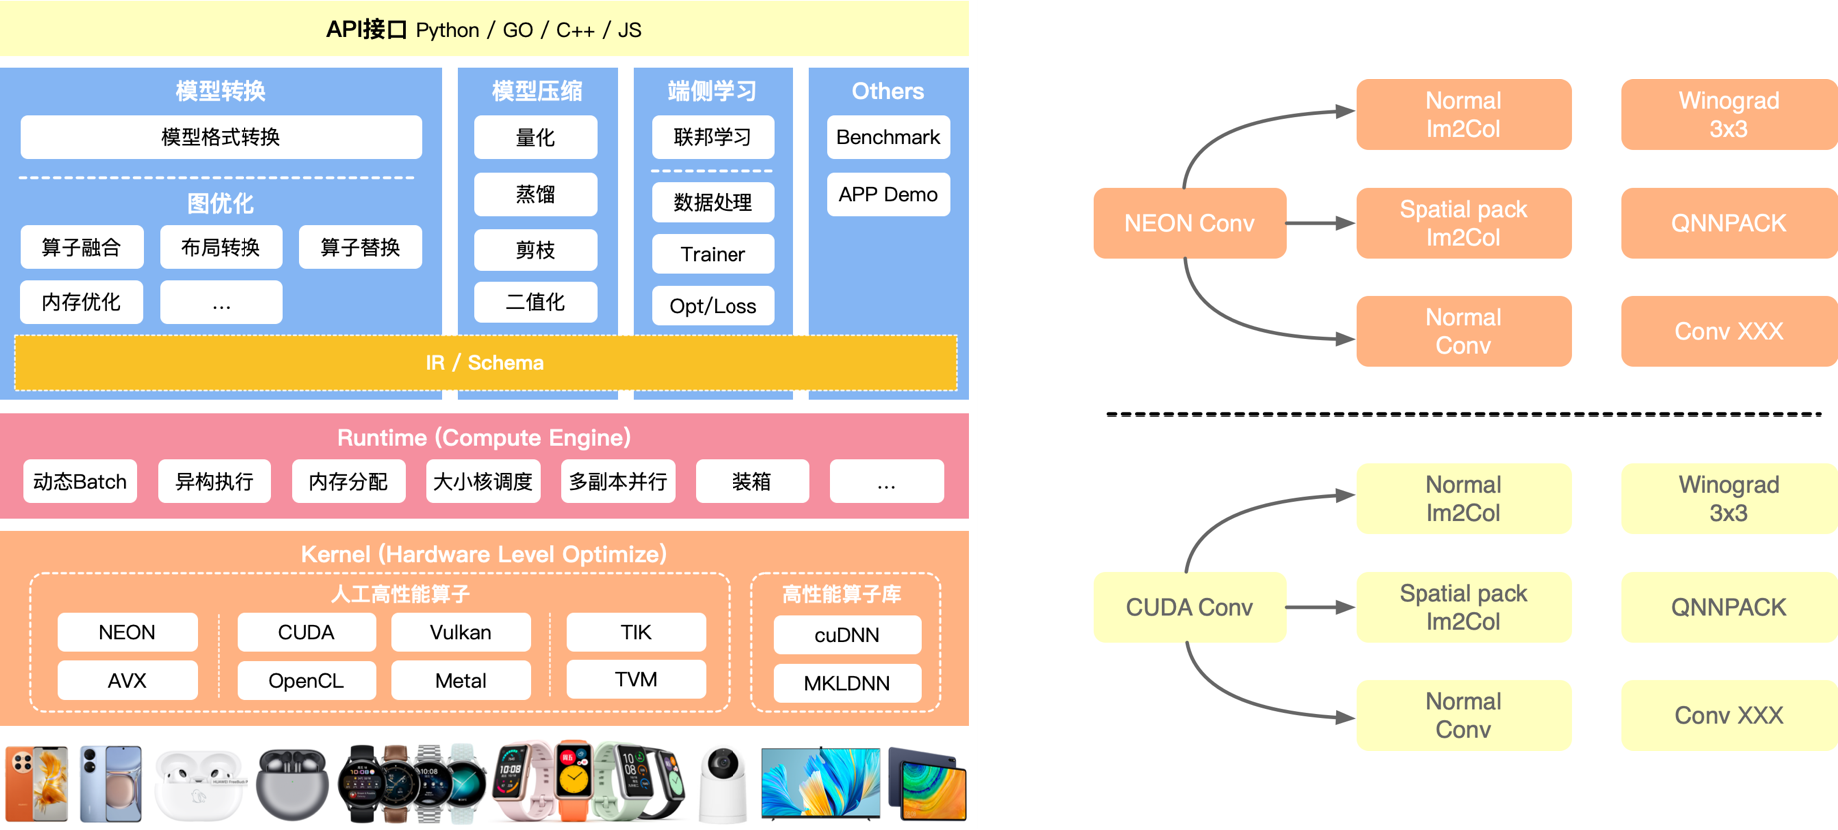 API接口 Python / GO / C++ / JS
模型转换
模型格式转换
图优化
算子融合
布局转换
算子替换
内存优化
...
模型压缩
量化
蒸馏
剪枝
二值化
端侧学习
联邦学习
数据处理
Trainer
Opt/Loss
Others
Benchmark
APP Demo
IR / Schema
Runtime (Compute Engine)
动态Batch
异构执行
内存分配
大小核调度
多副本并行
装箱
...
Kernel (Hardware Level Optimize)
人工高性能算子
NEON
CUDA
Vulkan
TIK
AVX
OpenCL
Metal
TVM
高性能算子库
cuDNN
MKLDNN
NEON Conv
Normal
Im2Col
Winograd
3x3
Spatial pack
Im2Col
QNNPACK
Normal
Conv
Conv XXX
CUDA Conv
Normal
Im2Col
Winograd
3x3
Spatial pack
Im2Col
QNNPACK
Normal
Conv
Conv XXX